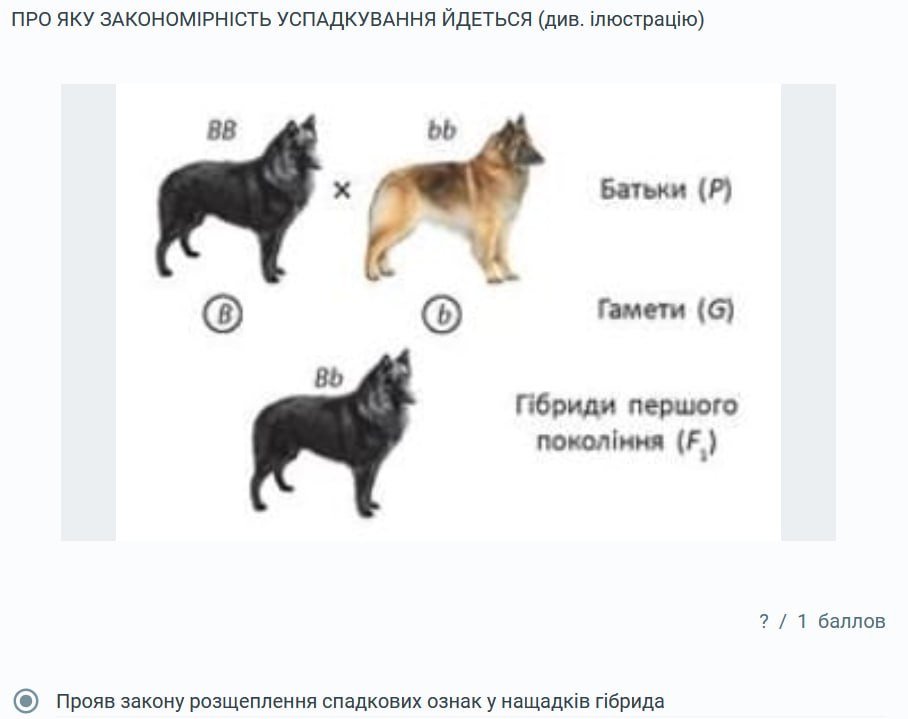 ПРО ЯКУ ЗАКОНОМІРНІСТЬ УСПАДКУВАННЯ ЙДЕТЬСЯ (див. ілюстрацію)
BB
bb
x
Батьки (P)
B
b
Гамети (G)
Bb
Гібриди першого
покоління (F₁)
? / 1 баллов
Прояв закону розщеплення спадкових ознак у нащадків гібрида